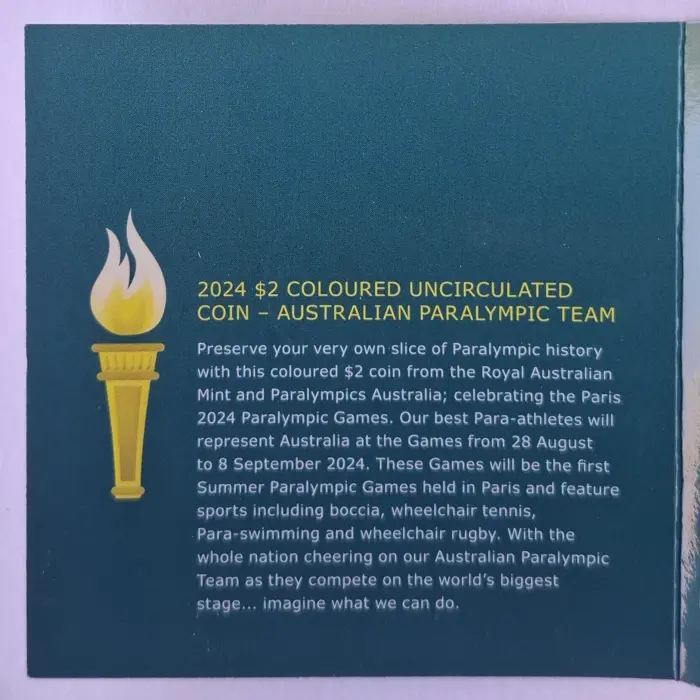 2024 $2 COLOURED UNCIRCULATED
COIN – AUSTRALIAN PARALYMPIC TEAM
Preserve your very own slice of Paralympic history
with this coloured $2 coin from the Royal Australian
Mint and Paralympics Australia; celebrating the Paris
2024 Paralympic Games. Our best Para-athletes will
represent Australia at the Games from 28 August
to 8 September 2024. These Games will be the first
Summer Paralympic Games held in Paris and feature
sports including boccia, wheelchair tennis,
Para-swimming and wheelchair rugby. With the
whole nation cheering on our Australian Paralympic
Team as they compete on the world's biggest
stage... imagine what we can do.